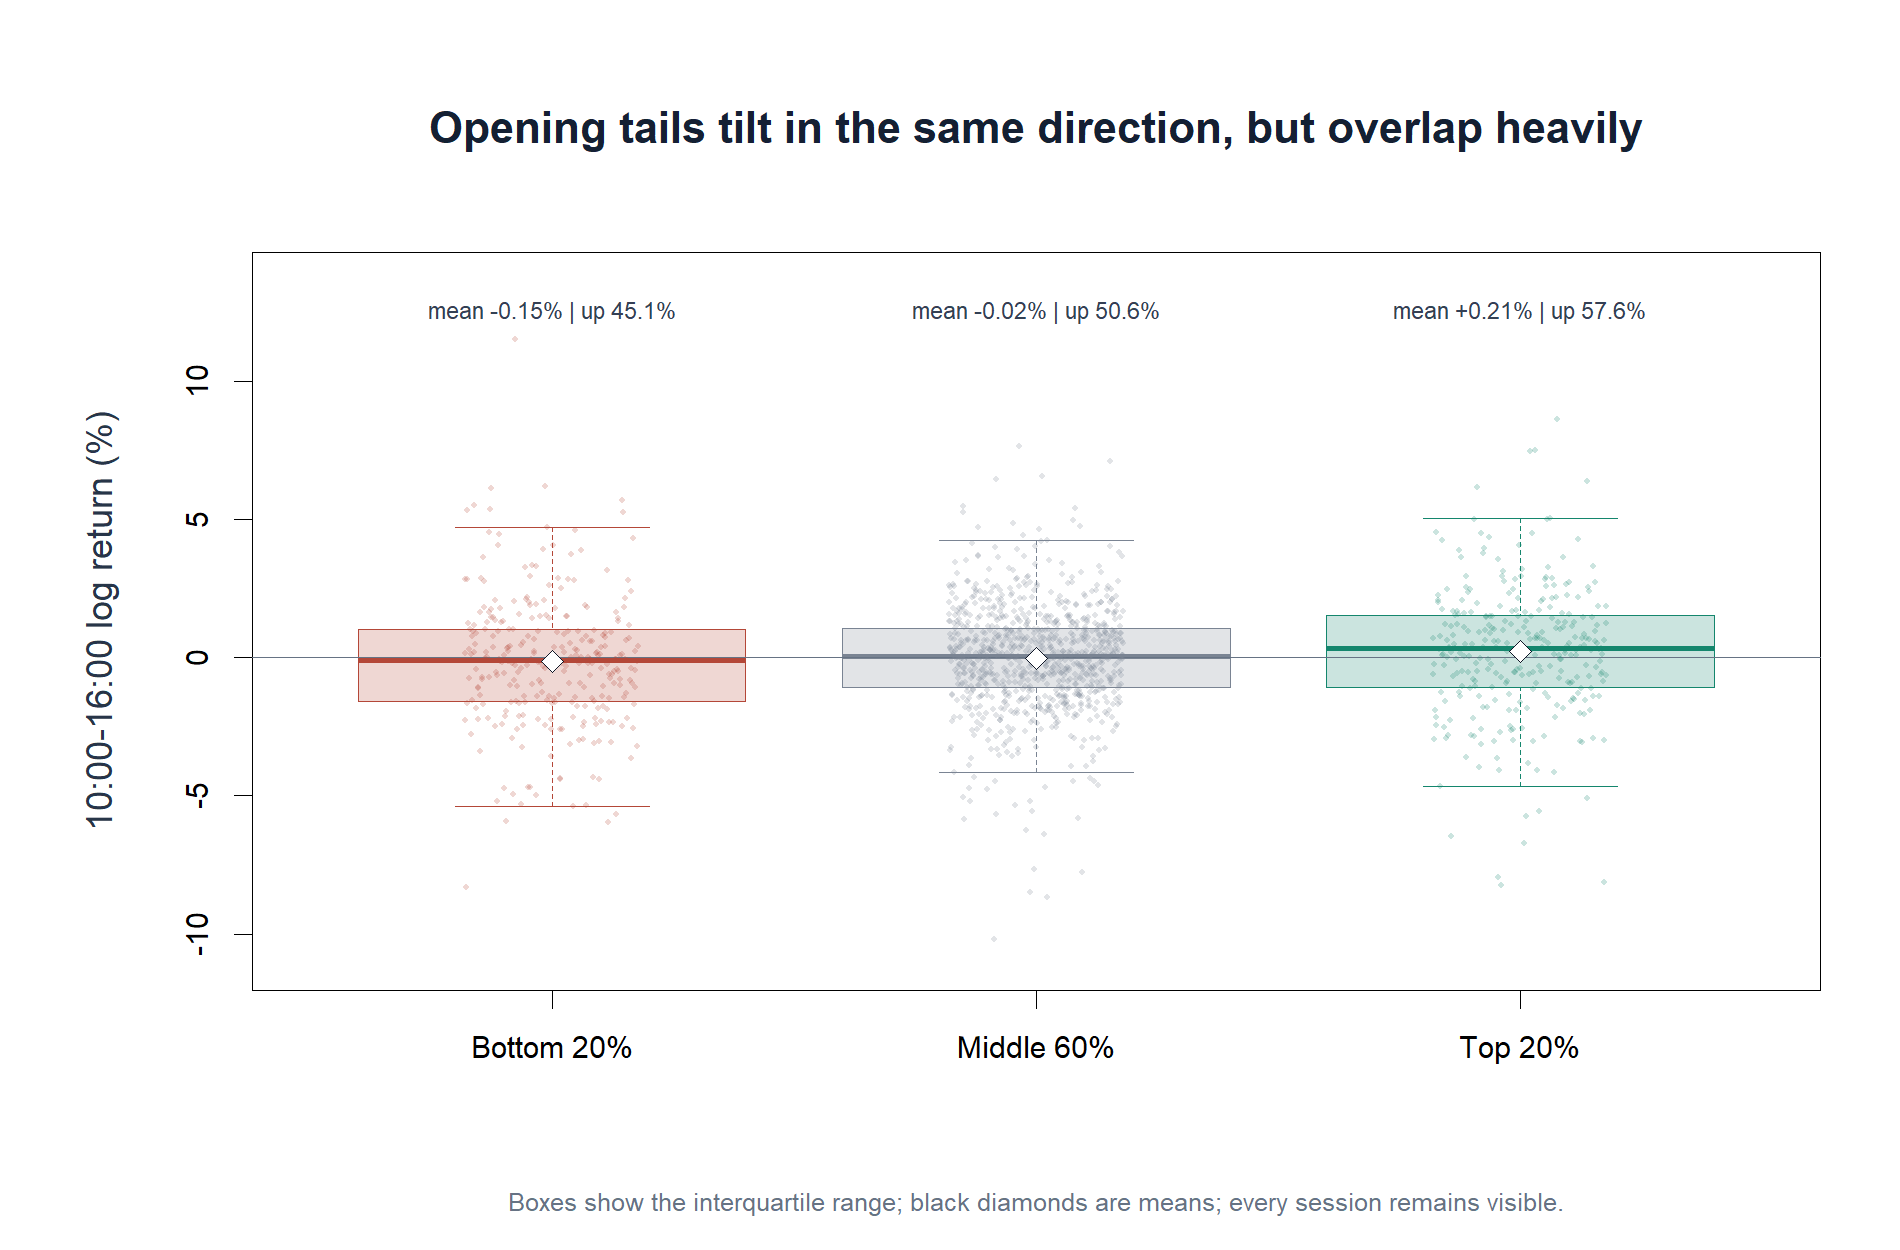 Opening tails tilt in the same direction, but overlap heavily
mean -0.15% | up 45.1%
mean -0.02% | up 50.6%
mean +0.21% | up 57.6%
10:00-16:00 log return (%)
10
5
0
-5
-10
Bottom 20%
Middle 60%
Top 20%
Boxes show the interquartile range; black diamonds are means; every session remains visible.